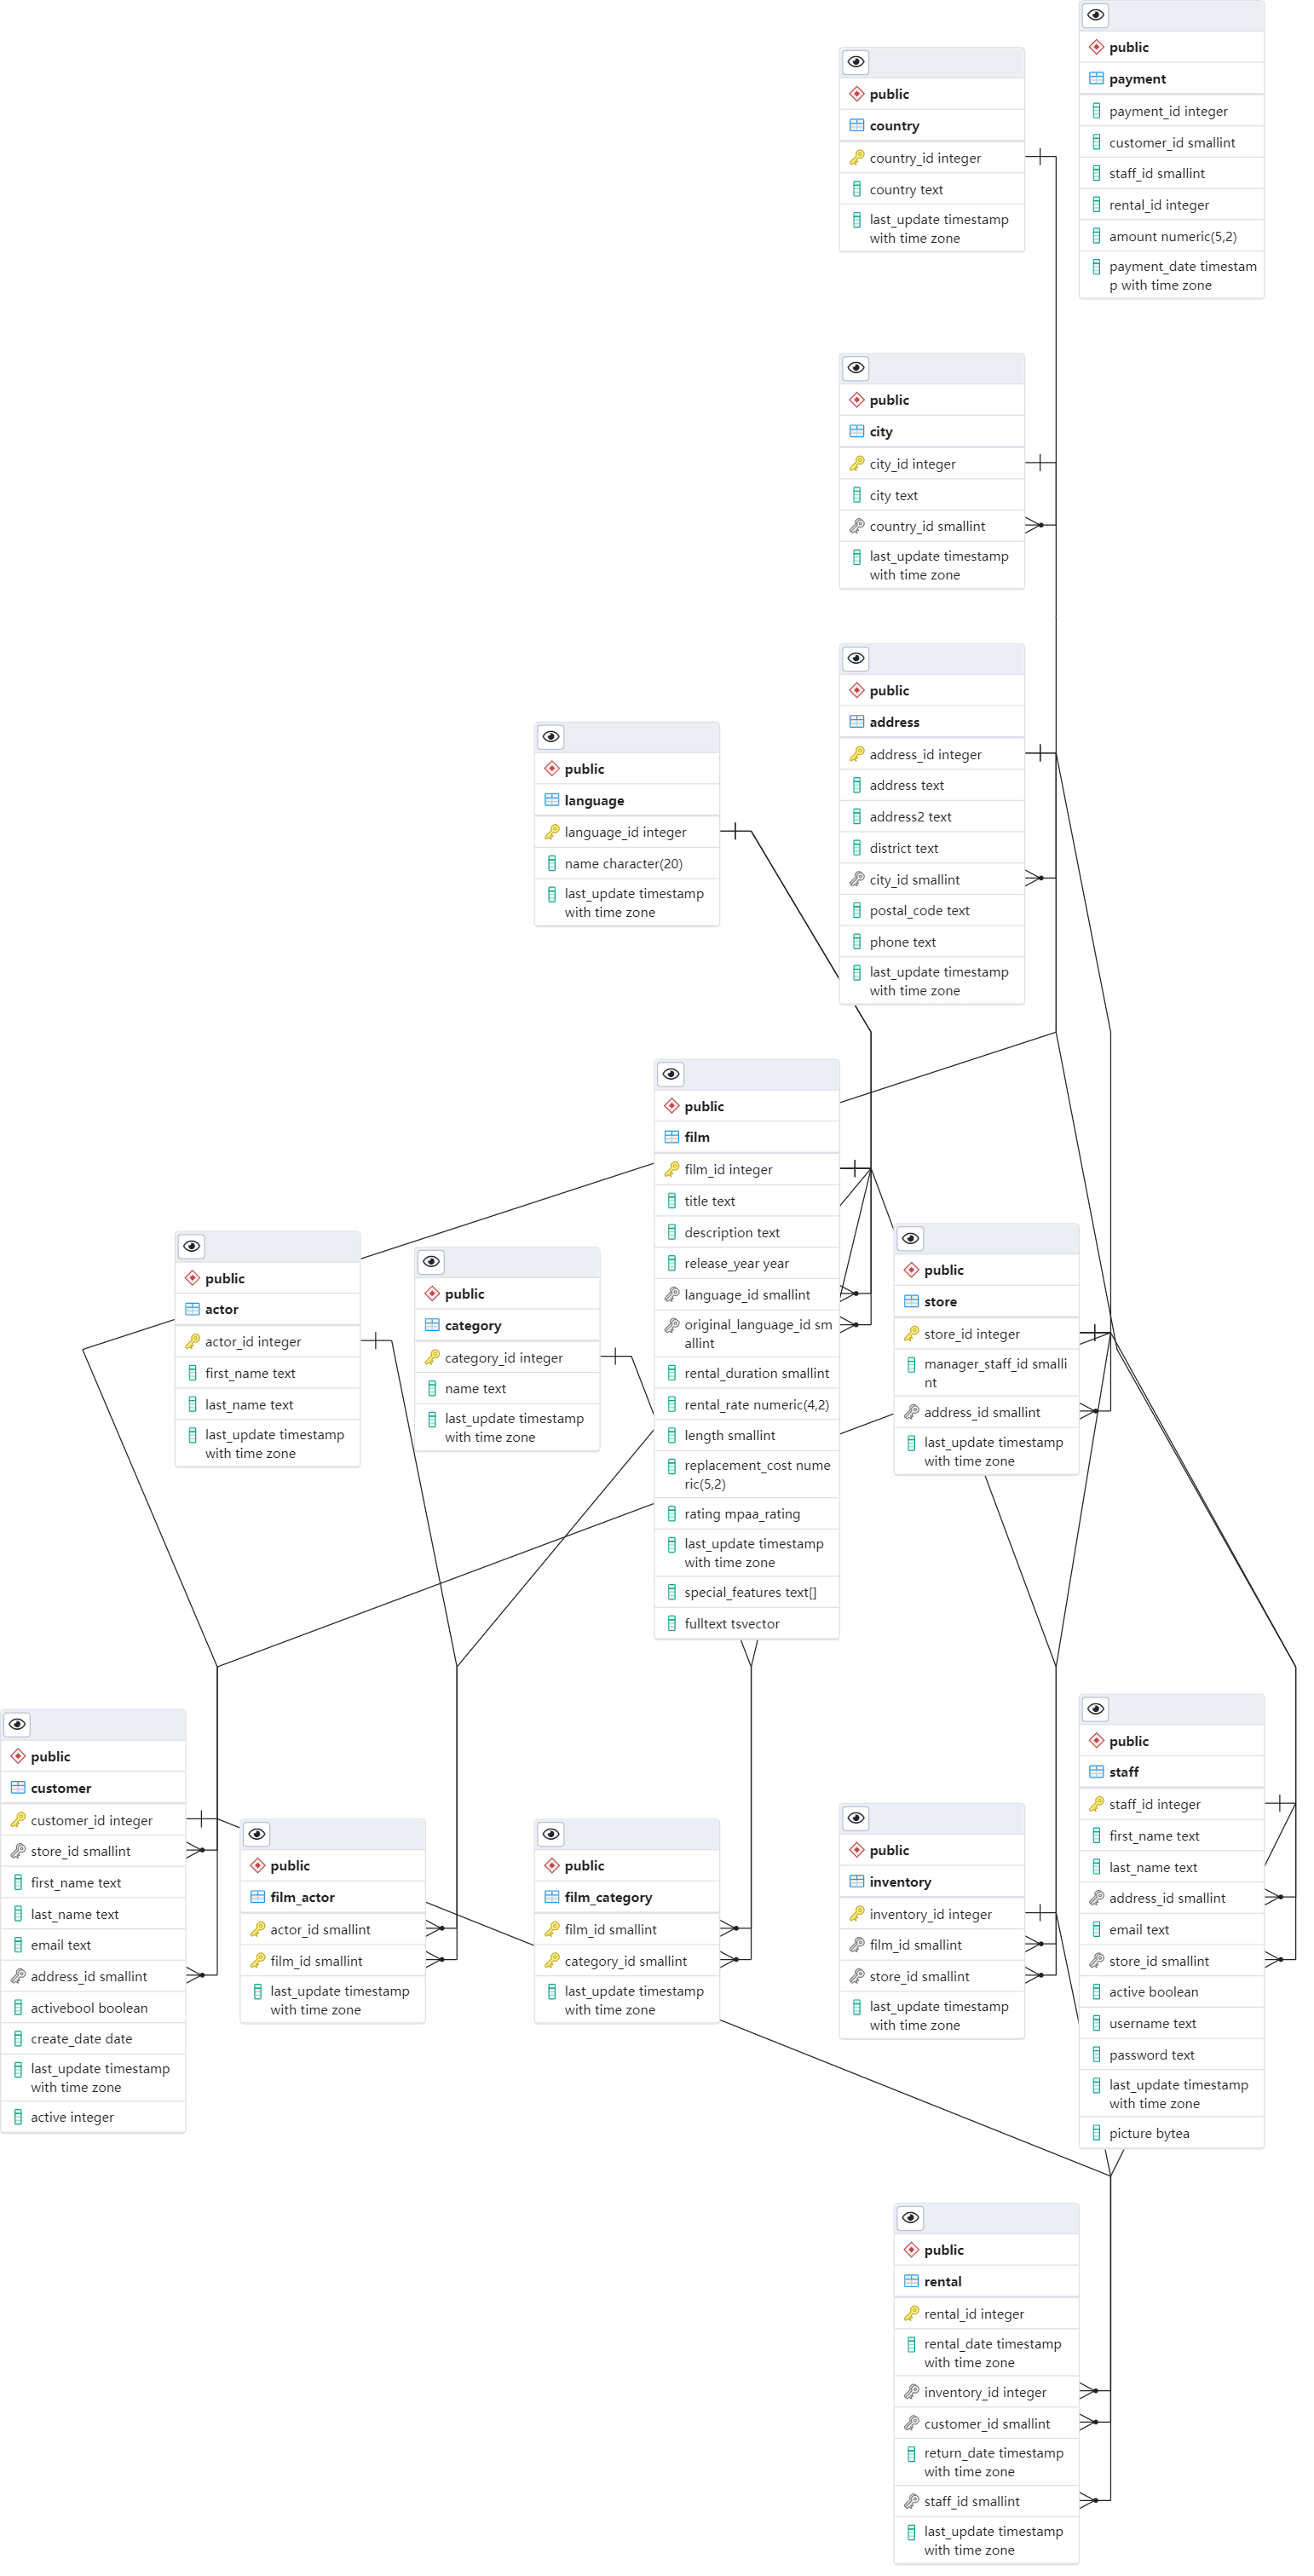 public
payment
payment_id integer
customer_id smallint
staff_id smallint
rental_id integer
amount numeric(5,2)
payment_date timestam
p with time zone
public
country
country_id integer
country text
last_update timestamp
with time zone
public
city
city_id integer
city text
country_id smallint
last_update timestamp
with time zone
public
address
address_id integer
address text
address2 text
district text
city_id smallint
postal_code text
phone text
last_update timestamp
with time zone
public
language
language_id integer
name character(20)
last_update timestamp
with time zone
public
film
film_id integer
title text
description text
release_year year
language_id smallint
original_language_id sm
allint
rental_duration smallint
rental_rate numeric(4,2)
length smallint
replacement_cost nume
ric(5,2)
rating mpaa_rating
last_update timestamp
with time zone
special_features text[]
fulltext tsvector
public
actor
actor_id integer
first_name text
last_name text
last_update timestamp
with time zone
public
category
category_id integer
name text
last_update timestamp
with time zone
public
store
store_id integer
manager_staff_id smalli
nt
address_id smallint
last_update timestamp
with time zone
public
customer
customer_id integer
store_id smallint
first_name text
last_name text
email text
address_id smallint
activebool boolean
create_date date
last_update timestamp
with time zone
active integer
public
film_actor
actor_id smallint
film_id smallint
last_update timestamp
with time zone
public
film_category
film_id smallint
category_id smallint
last_update timestamp
with time zone
public
inventory
inventory_id integer
film_id smallint
store_id smallint
last_update timestamp
with time zone
public
staff
staff_id integer
first_name text
last_name text
address_id smallint
email text
store_id smallint
active boolean
username text
password text
last_update timestamp
with time zone
picture bytea
public
rental
rental_id integer
rental_date timestamp
with time zone
inventory_id integer
customer_id smallint
return_date timestamp
with time zone
staff_id smallint
last_update timestamp
with time zone